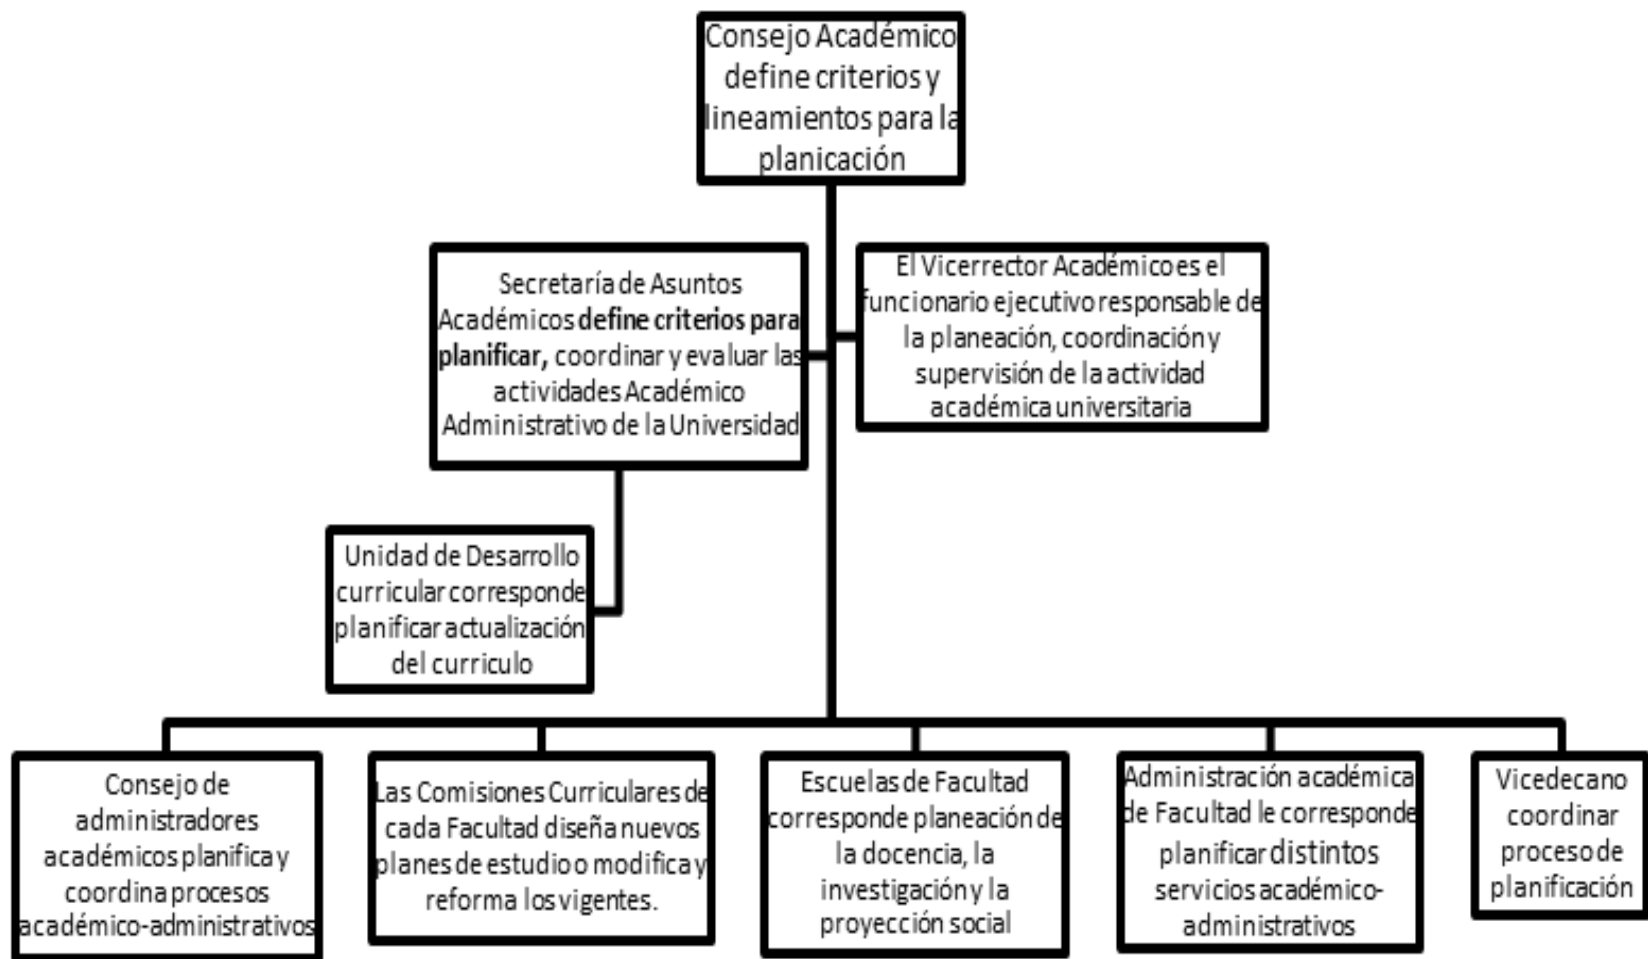 Consejo Académico
define criterios y
lineamientos para la
planicación
Secretaría de Asuntos
Académicos define criterios para
planificar, coordinar y evaluar las
actividades Académico
Administrativo de la Universidad
El Vicerrector Académico es el
funcionario ejecutivo responsable de
la planeación, coordinación y
supervisión de la actividad
académica universitaria
Unidad de Desarrollo
curricular corresponde
planificar actualización
del curriculo
Consejo de
administradores
académicos planifica y
coordina procesos
académico-administrativos
Las Comisiones Curriculares de
cada Facultad diseña nuevos
planes de estudio o modifica y
reforma los vigentes.
Escuelas de Facultad
corresponde planeación de
la docencia, la
investigación y la
proyección social
Administración académica
de Facultad le corresponde
planificar distintos
servicios académico-
administrativos
Vicedecano
coordinar
proceso de
planificación